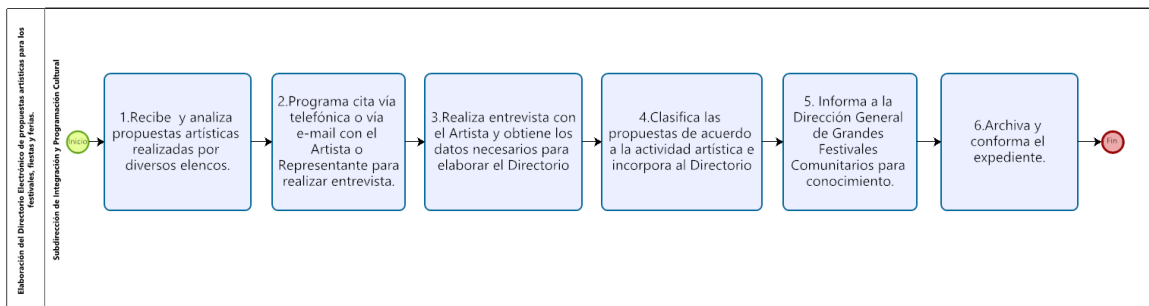 Elaboración del Directorio Electrónico de propuestas artísticas para los
festivales, fiestas y ferias.
Subdirección de Integración y Programación Cultural
Inicio
1.Recibe y analiza
propuestas artísticas
realizadas por
diversos elencos.
2.Programa cita vía
telefónica o vía
e-mail con el
Artista o
Representante para
realizar entrevista.
3.Realiza entrevista con
el Artista y obtiene los
datos necesarios para
elaborar el Directorio
4.Clasifica las
propuestas de acuerdo
a la actividad artística e
incorpora al Directorio
5. Informa a la
Dirección General
de Grandes
Festivales
Comunitarios para
conocimiento.
6.Archiva y
conforma el
expediente.
Fin